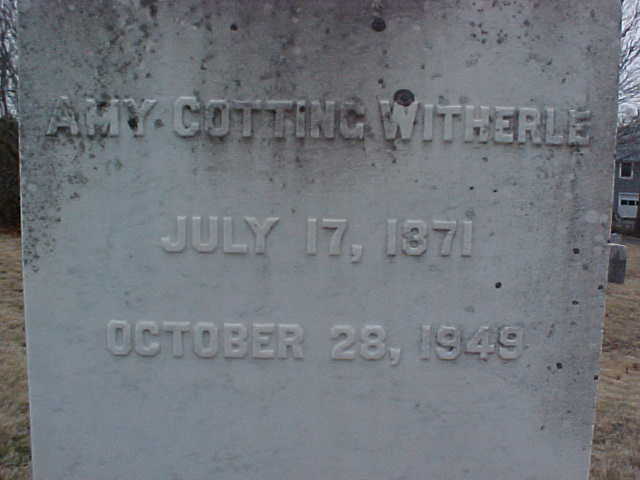 AMY COTTING WITHERLE
JULY 17, 1871
OCTOBER 28, 1949